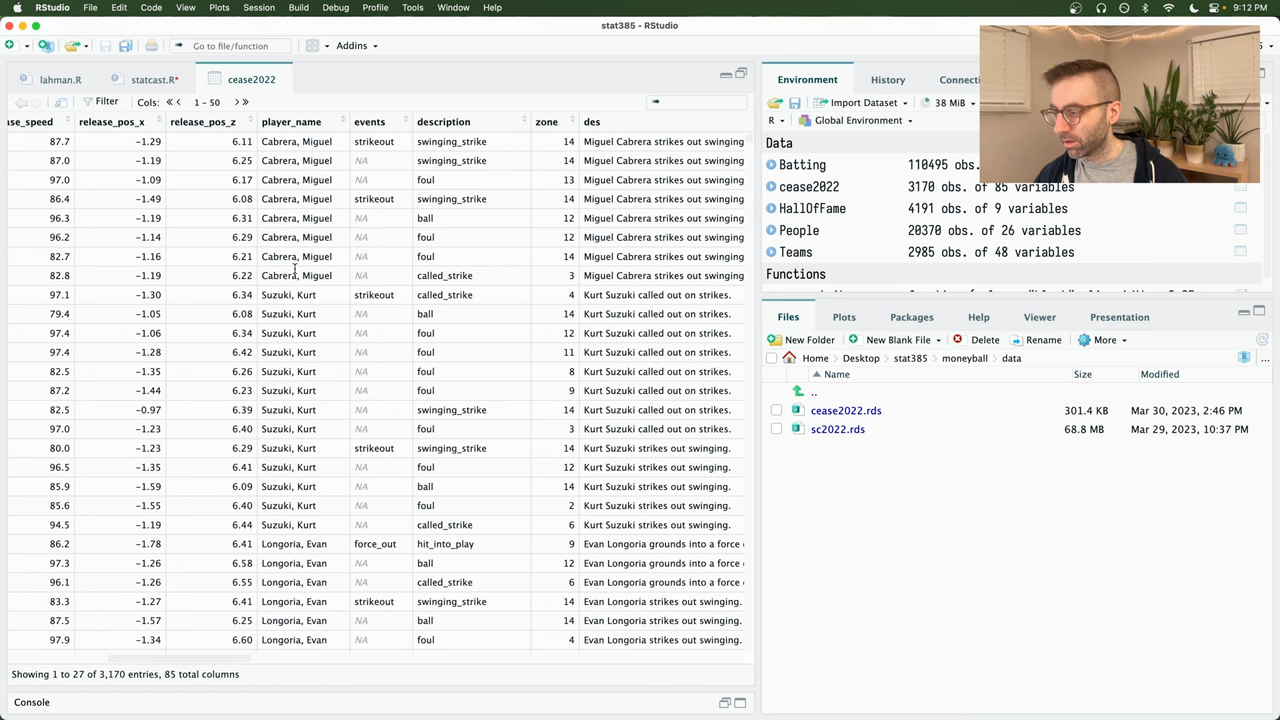 RStudio File Edit Code View Plots Session Build Debug Profile Tools Window Help 9:12 PM
stat385 - RStudio
Go to file/function Addins
lahman.R statcast.R* cease2022
Filter Cols: 1 - 50
ase_speed release_pos_x release_pos_z player_name events description zone des
87.7 -1.29 6.11 Cabrera, Miguel strikeout swinging_strike 14 Miguel Cabrera strikes out swinging
87.0 -1.19 6.25 Cabrera, Miguel NA swinging_strike 14 Miguel Cabrera strikes out swinging
97.0 -1.09 6.17 Cabrera, Miguel NA foul 13 Miguel Cabrera strikes out swinging
86.4 -1.49 6.08 Cabrera, Miguel strikeout swinging_strike 14 Miguel Cabrera strikes out swinging
96.3 -1.19 6.31 Cabrera, Miguel NA ball 12 Miguel Cabrera strikes out swinging
96.2 -1.14 6.29 Cabrera, Miguel NA foul 12 Miguel Cabrera strikes out swinging
82.7 -1.16 6.21 Cabrera, Miguel NA foul 14 Miguel Cabrera strikes out swinging
82.8 -1.19 6.22 Cabrera, Miguel NA called_strike 3 Miguel Cabrera strikes out swinging
97.1 -1.30 6.34 Suzuki, Kurt strikeout called_strike 4 Kurt Suzuki called out on strikes.
79.4 -1.05 6.08 Suzuki, Kurt NA ball 14 Kurt Suzuki called out on strikes.
97.4 -1.06 6.34 Suzuki, Kurt NA foul 12 Kurt Suzuki called out on strikes.
97.4 -1.28 6.42 Suzuki, Kurt NA foul 11 Kurt Suzuki called out on strikes.
82.5 -1.35 6.26 Suzuki, Kurt NA foul 8 Kurt Suzuki called out on strikes.
87.2 -1.44 6.23 Suzuki, Kurt NA foul 9 Kurt Suzuki called out on strikes.
82.5 -0.97 6.39 Suzuki, Kurt NA swinging_strike 14 Kurt Suzuki called out on strikes.
97.0 -1.23 6.40 Suzuki, Kurt NA foul 3 Kurt Suzuki called out on strikes.
80.0 -1.23 6.29 Suzuki, Kurt strikeout swinging_strike 14 Kurt Suzuki strikes out swinging.
96.5 -1.35 6.41 Suzuki, Kurt NA foul 12 Kurt Suzuki strikes out swinging.
85.9 -1.59 6.09 Suzuki, Kurt NA ball 14 Kurt Suzuki strikes out swinging.
85.6 -1.55 6.40 Suzuki, Kurt NA foul 2 Kurt Suzuki strikes out swinging.
94.5 -1.19 6.44 Suzuki, Kurt NA called_strike 6 Kurt Suzuki strikes out swinging.
86.2 -1.78 6.41 Longoria, Evan force_out hit_into_play 9 Evan Longoria grounds into a force
97.3 -1.26 6.58 Longoria, Evan NA ball 12 Evan Longoria grounds into a force
96.1 -1.26 6.55 Longoria, Evan NA called_strike 6 Evan Longoria grounds into a force
83.3 -1.27 6.41 Longoria, Evan strikeout swinging_strike 14 Evan Longoria strikes out swinging.
87.5 -1.57 6.25 Longoria, Evan NA ball 14 Evan Longoria strikes out swinging.
97.9 -1.34 6.60 Longoria, Evan NA foul 4 Evan Longoria strikes out swinging.
Showing 1 to 27 of 3,170 entries, 85 total columns
Console
Environment History Connecti
Import Dataset 38 MiB
R Global Environment
Data
Batting 110495 obs.
cease2022 3170 obs. of 85 variables
HallOfFame 4191 obs. of 9 variables
People 20370 obs. of 26 variables
Teams 2985 obs. of 48 variables
Functions
Files Plots Packages Help Viewer Presentation
New Folder New Blank File Delete Rename More
Home Desktop stat385 moneyball data ...
Name Size Modified
..
cease2022.rds 301.4 KB Mar 30, 2023, 2:46 PM
sc2022.rds 68.8 MB Mar 29, 2023, 10:37 PM